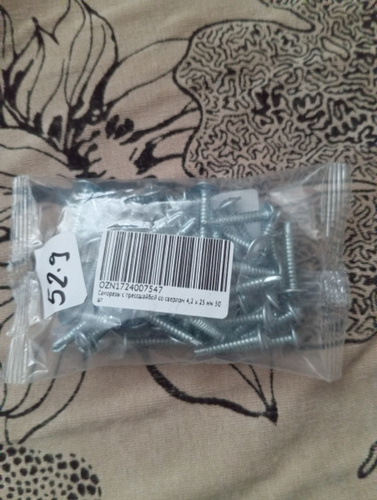 52.9
OZN1724007547
Саморезы с прессшайбой со сверлом 4,2 x 25 мм 50
шт